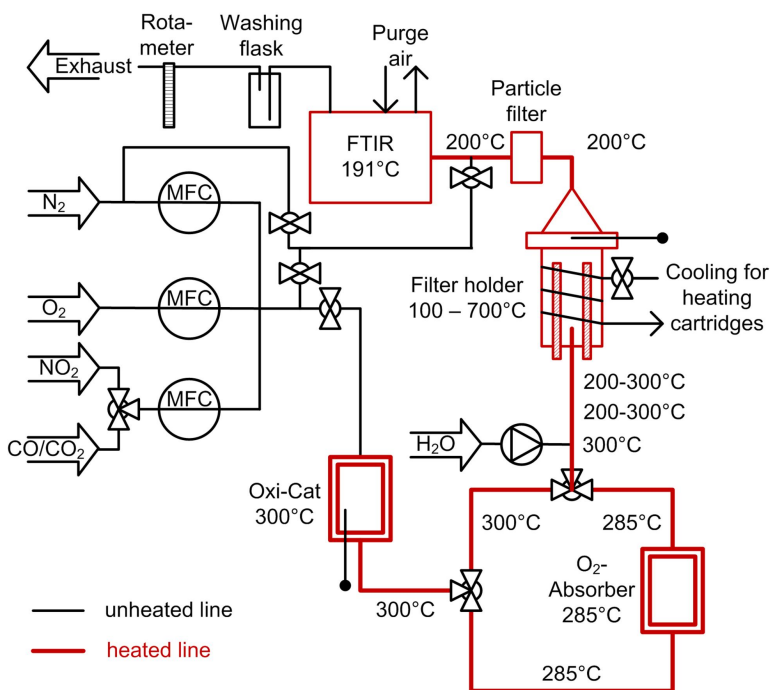 Rota-
meter
Washing
flask
Purge
air
Exhaust
Particle
filter
FTIR
191°C
200°C
200°C
N₂
MFC
Filter holder
100 – 700°C
Cooling for
heating
cartridges
O₂
MFC
NO₂
MFC
CO/CO₂
200-300°C
200-300°C
300°C
H₂O
Oxi-Cat
300°C
300°C
285°C
O₂-
Absorber
285°C
300°C
285°C
unheated line
heated line